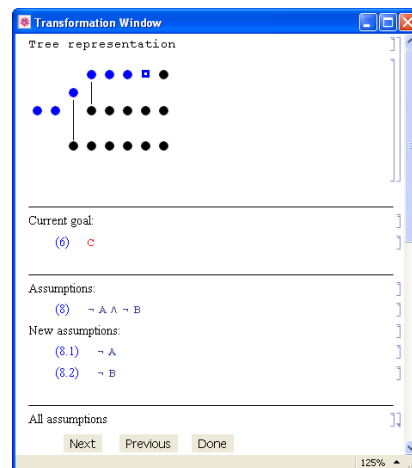 Transformation Window
Tree representation
Current goal:
(6) C
Assumptions:
(8) ¬ A ∧ ¬ B
New assumptions:
(8.1) ¬ A
(8.2) ¬ B
All assumptions
Next Previous Done
125%